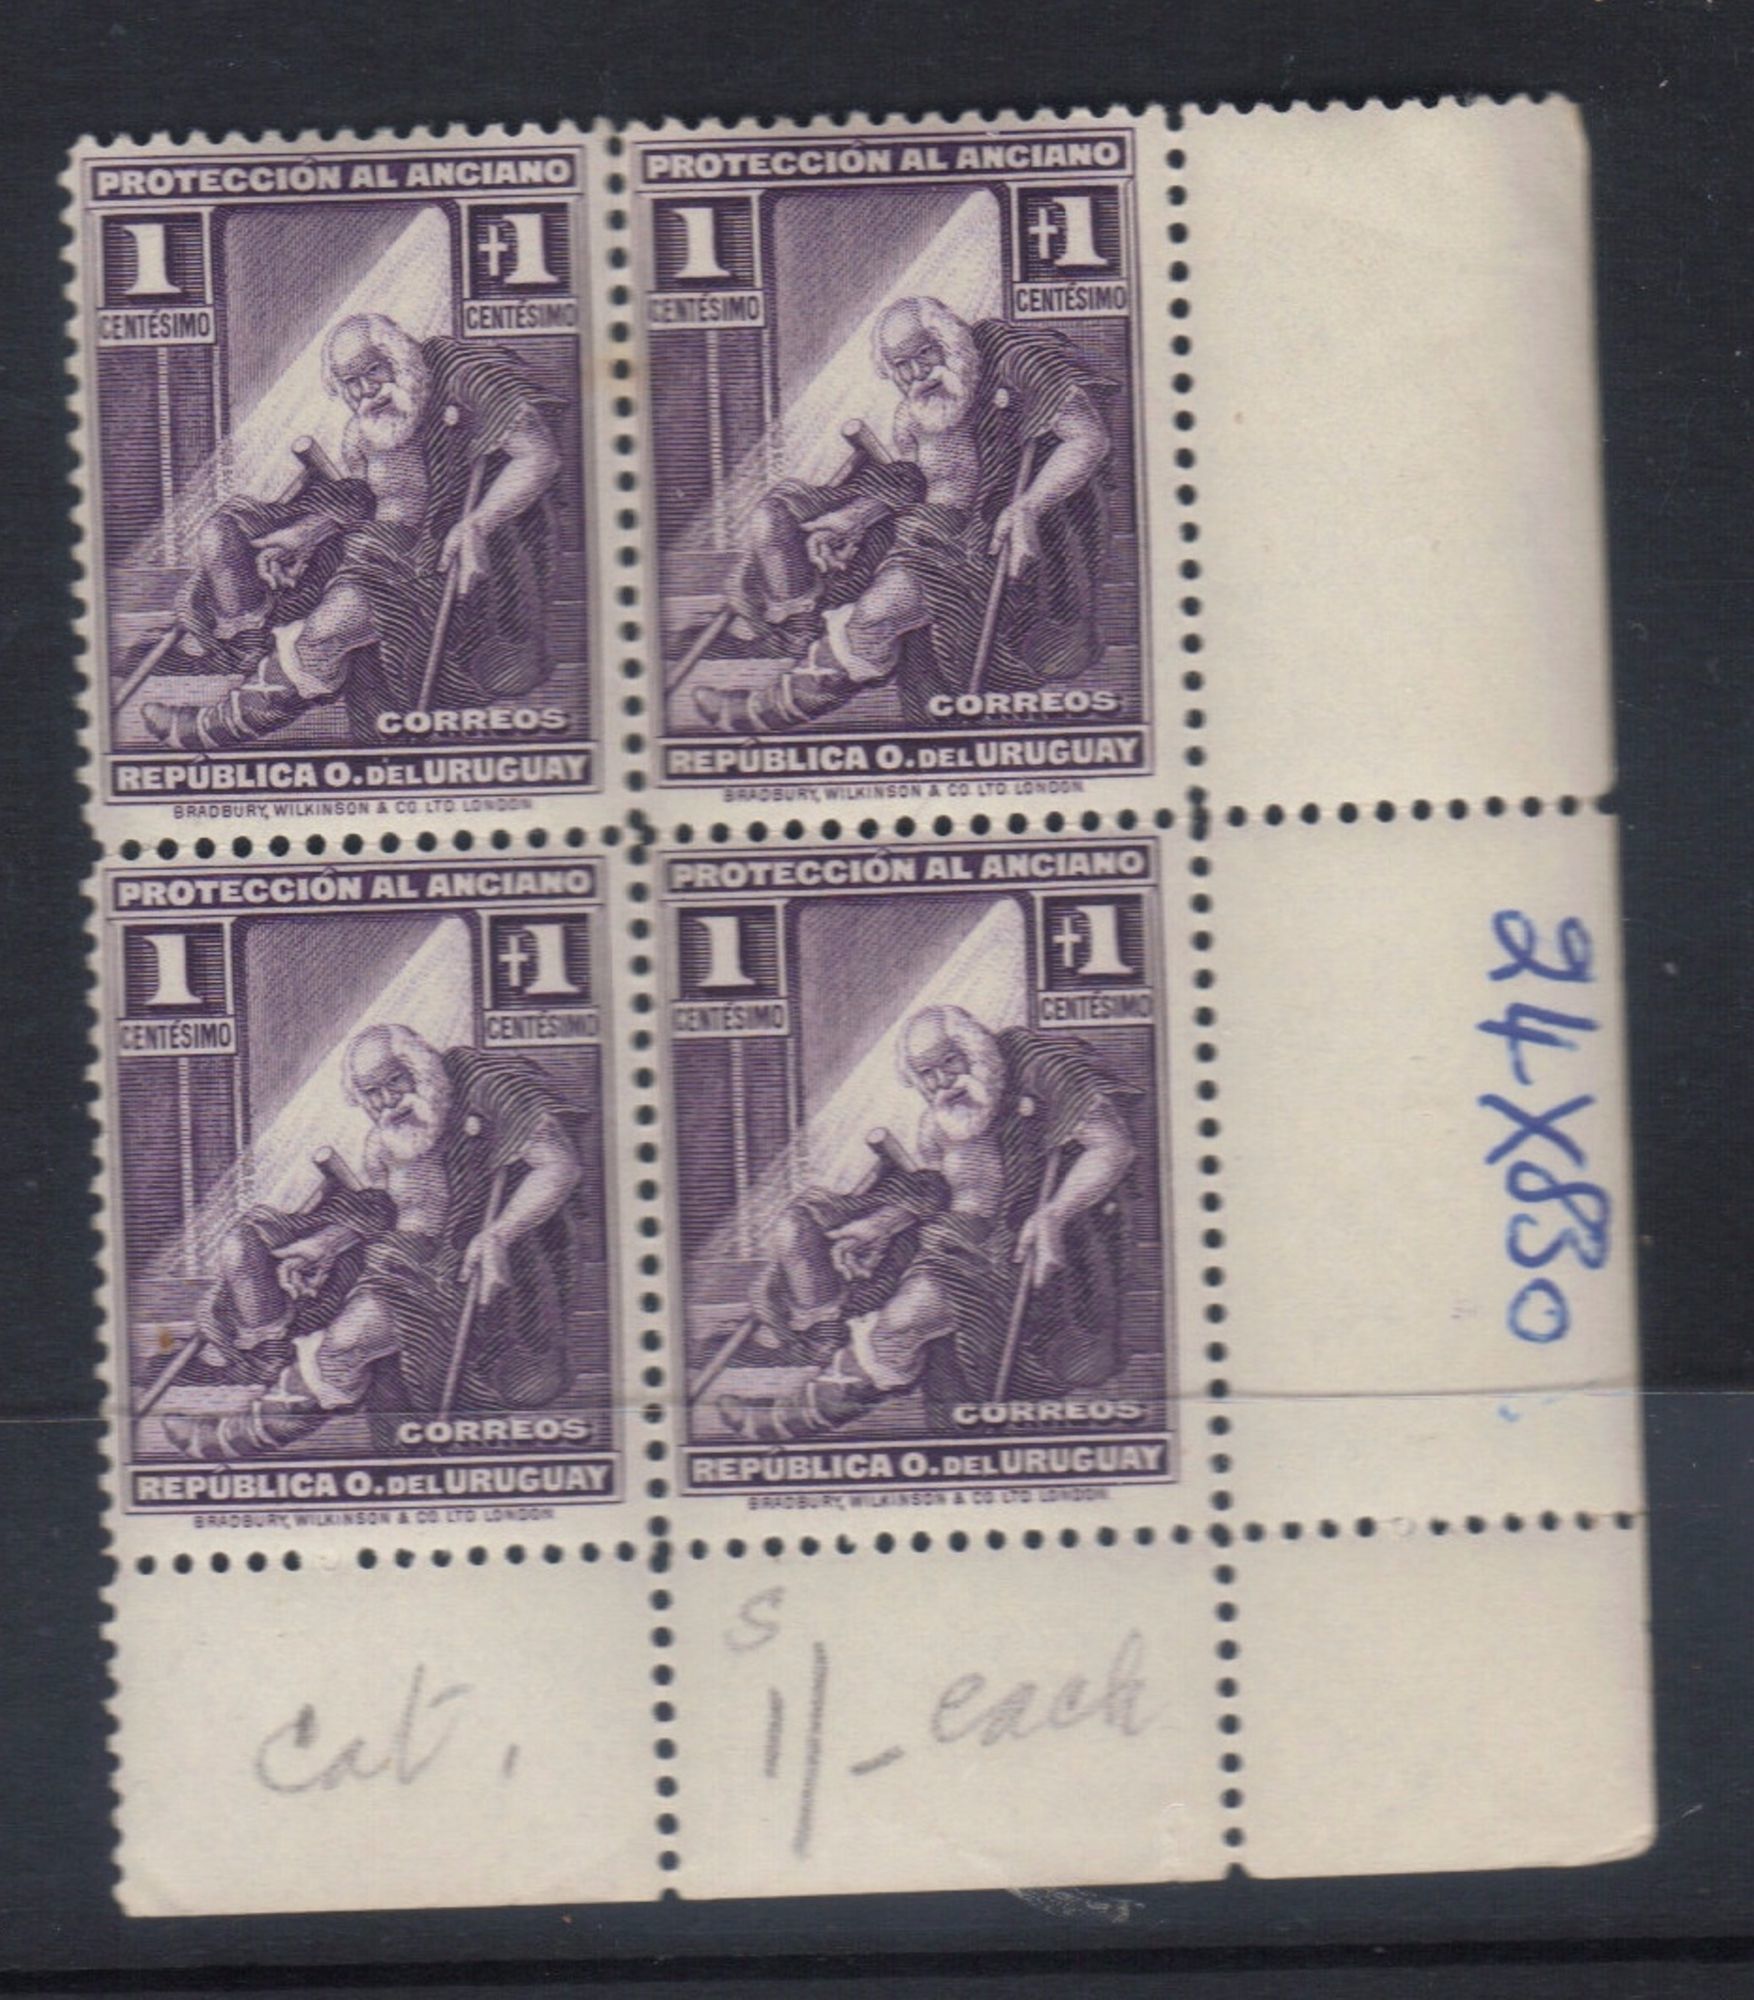 PROTECCIÓN AL ANCIANO
1 +1
CENTÉSIMO CENTÉSIMO
CORREOS
REPÚBLICA O. DEL URUGUAY
BRADBURY, WILKINSON & CO. LTD. LONDON.
PROTECCIÓN AL ANCIANO
1 +1
CENTÉSIMO CENTÉSIMO
CORREOS
REPÚBLICA O. DEL URUGUAY
BRADBURY, WILKINSON & CO. LTD. LONDON.
PROTECCIÓN AL ANCIANO
1 +1
CENTÉSIMO CENTÉSIMO
CORREOS
REPÚBLICA O. DEL URUGUAY
BRADBURY, WILKINSON & CO. LTD. LONDON.
PROTECCIÓN AL ANCIANO
1 +1
CENTÉSIMO CENTÉSIMO
CORREOS
REPÚBLICA O. DEL URUGUAY
BRADBURY, WILKINSON & CO. LTD. LONDON.
24X830
s
cat. 1/- each